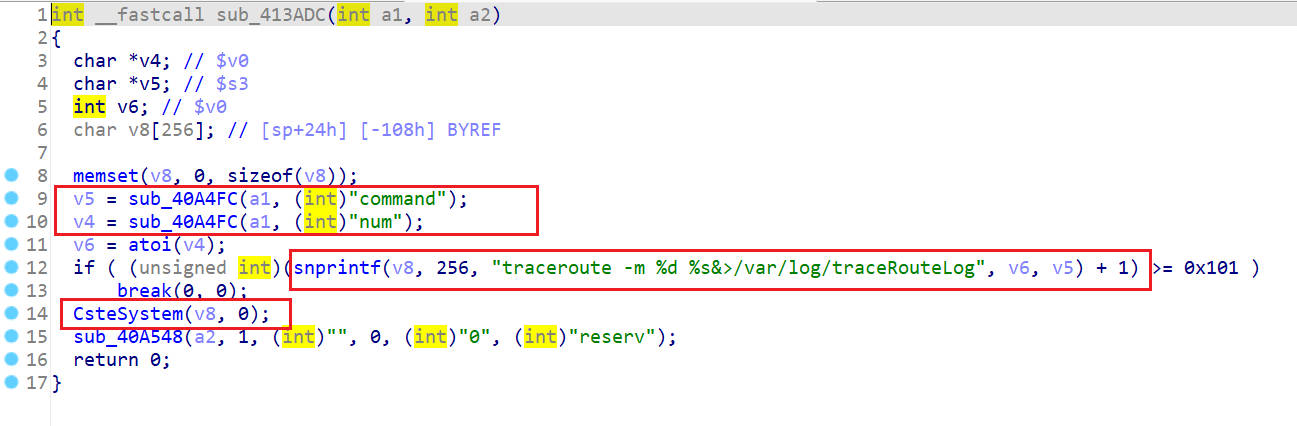 1 int __fastcall sub_413ADC(int a1, int a2)
2 {
3 char *v4; // $v0
4 char *v5; // $s3
5 int v6; // $v0
6 char v8[256]; // [sp+24h] [-108h] BYREF
7
8 memset(v8, 0, sizeof(v8));
9 v5 = sub_40A4FC(a1, (int)"command");
10 v4 = sub_40A4FC(a1, (int)"num");
11 v6 = atoi(v4);
12 if ( (unsigned int)(snprintf(v8, 256, "traceroute -m %d %s&>/var/log/traceRouteLog", v6, v5) + 1) >= 0x101 )
13 break(0, 0);
14 CsteSystem(v8, 0);
15 sub_40A548(a2, 1, (int)"", 0, (int)"0", (int)"reserv");
16 return 0;
17 }